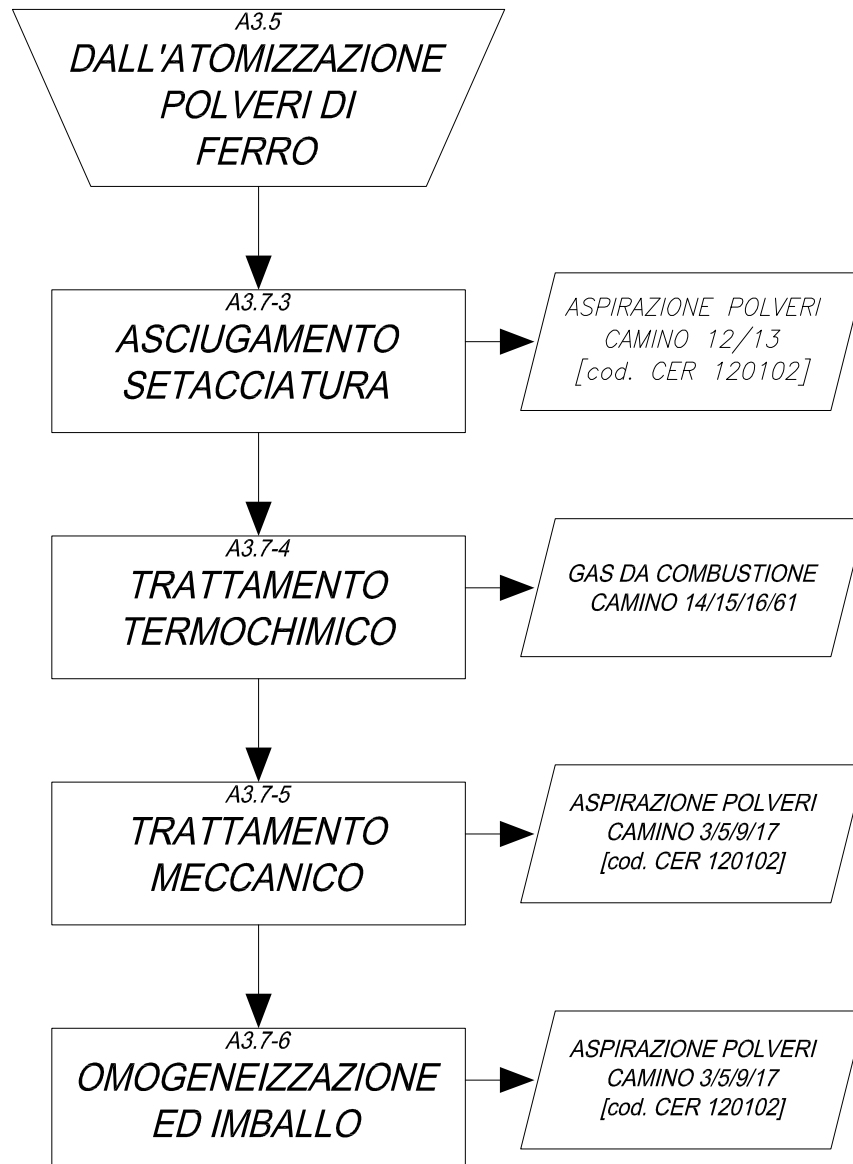 A3.5
DALL'ATOMIZZAZIONE
POLVERI DI
FERRO
A3.7-3
ASCIUGAMENTO
SETACCIATURA
ASPIRAZIONE POLVERI
CAMINO 12/13
[cod. CER 120102]
A3.7-4
TRATTAMENTO
TERMOCHIMICO
GAS DA COMBUSTIONE
CAMINO 14/15/16/61
A3.7-5
TRATTAMENTO
MECCANICO
ASPIRAZIONE POLVERI
CAMINO 3/5/9/17
[cod. CER 120102]
A3.7-6
OMOGENEIZZAZIONE
ED IMBALLO
ASPIRAZIONE POLVERI
CAMINO 3/5/9/17
[cod. CER 120102]